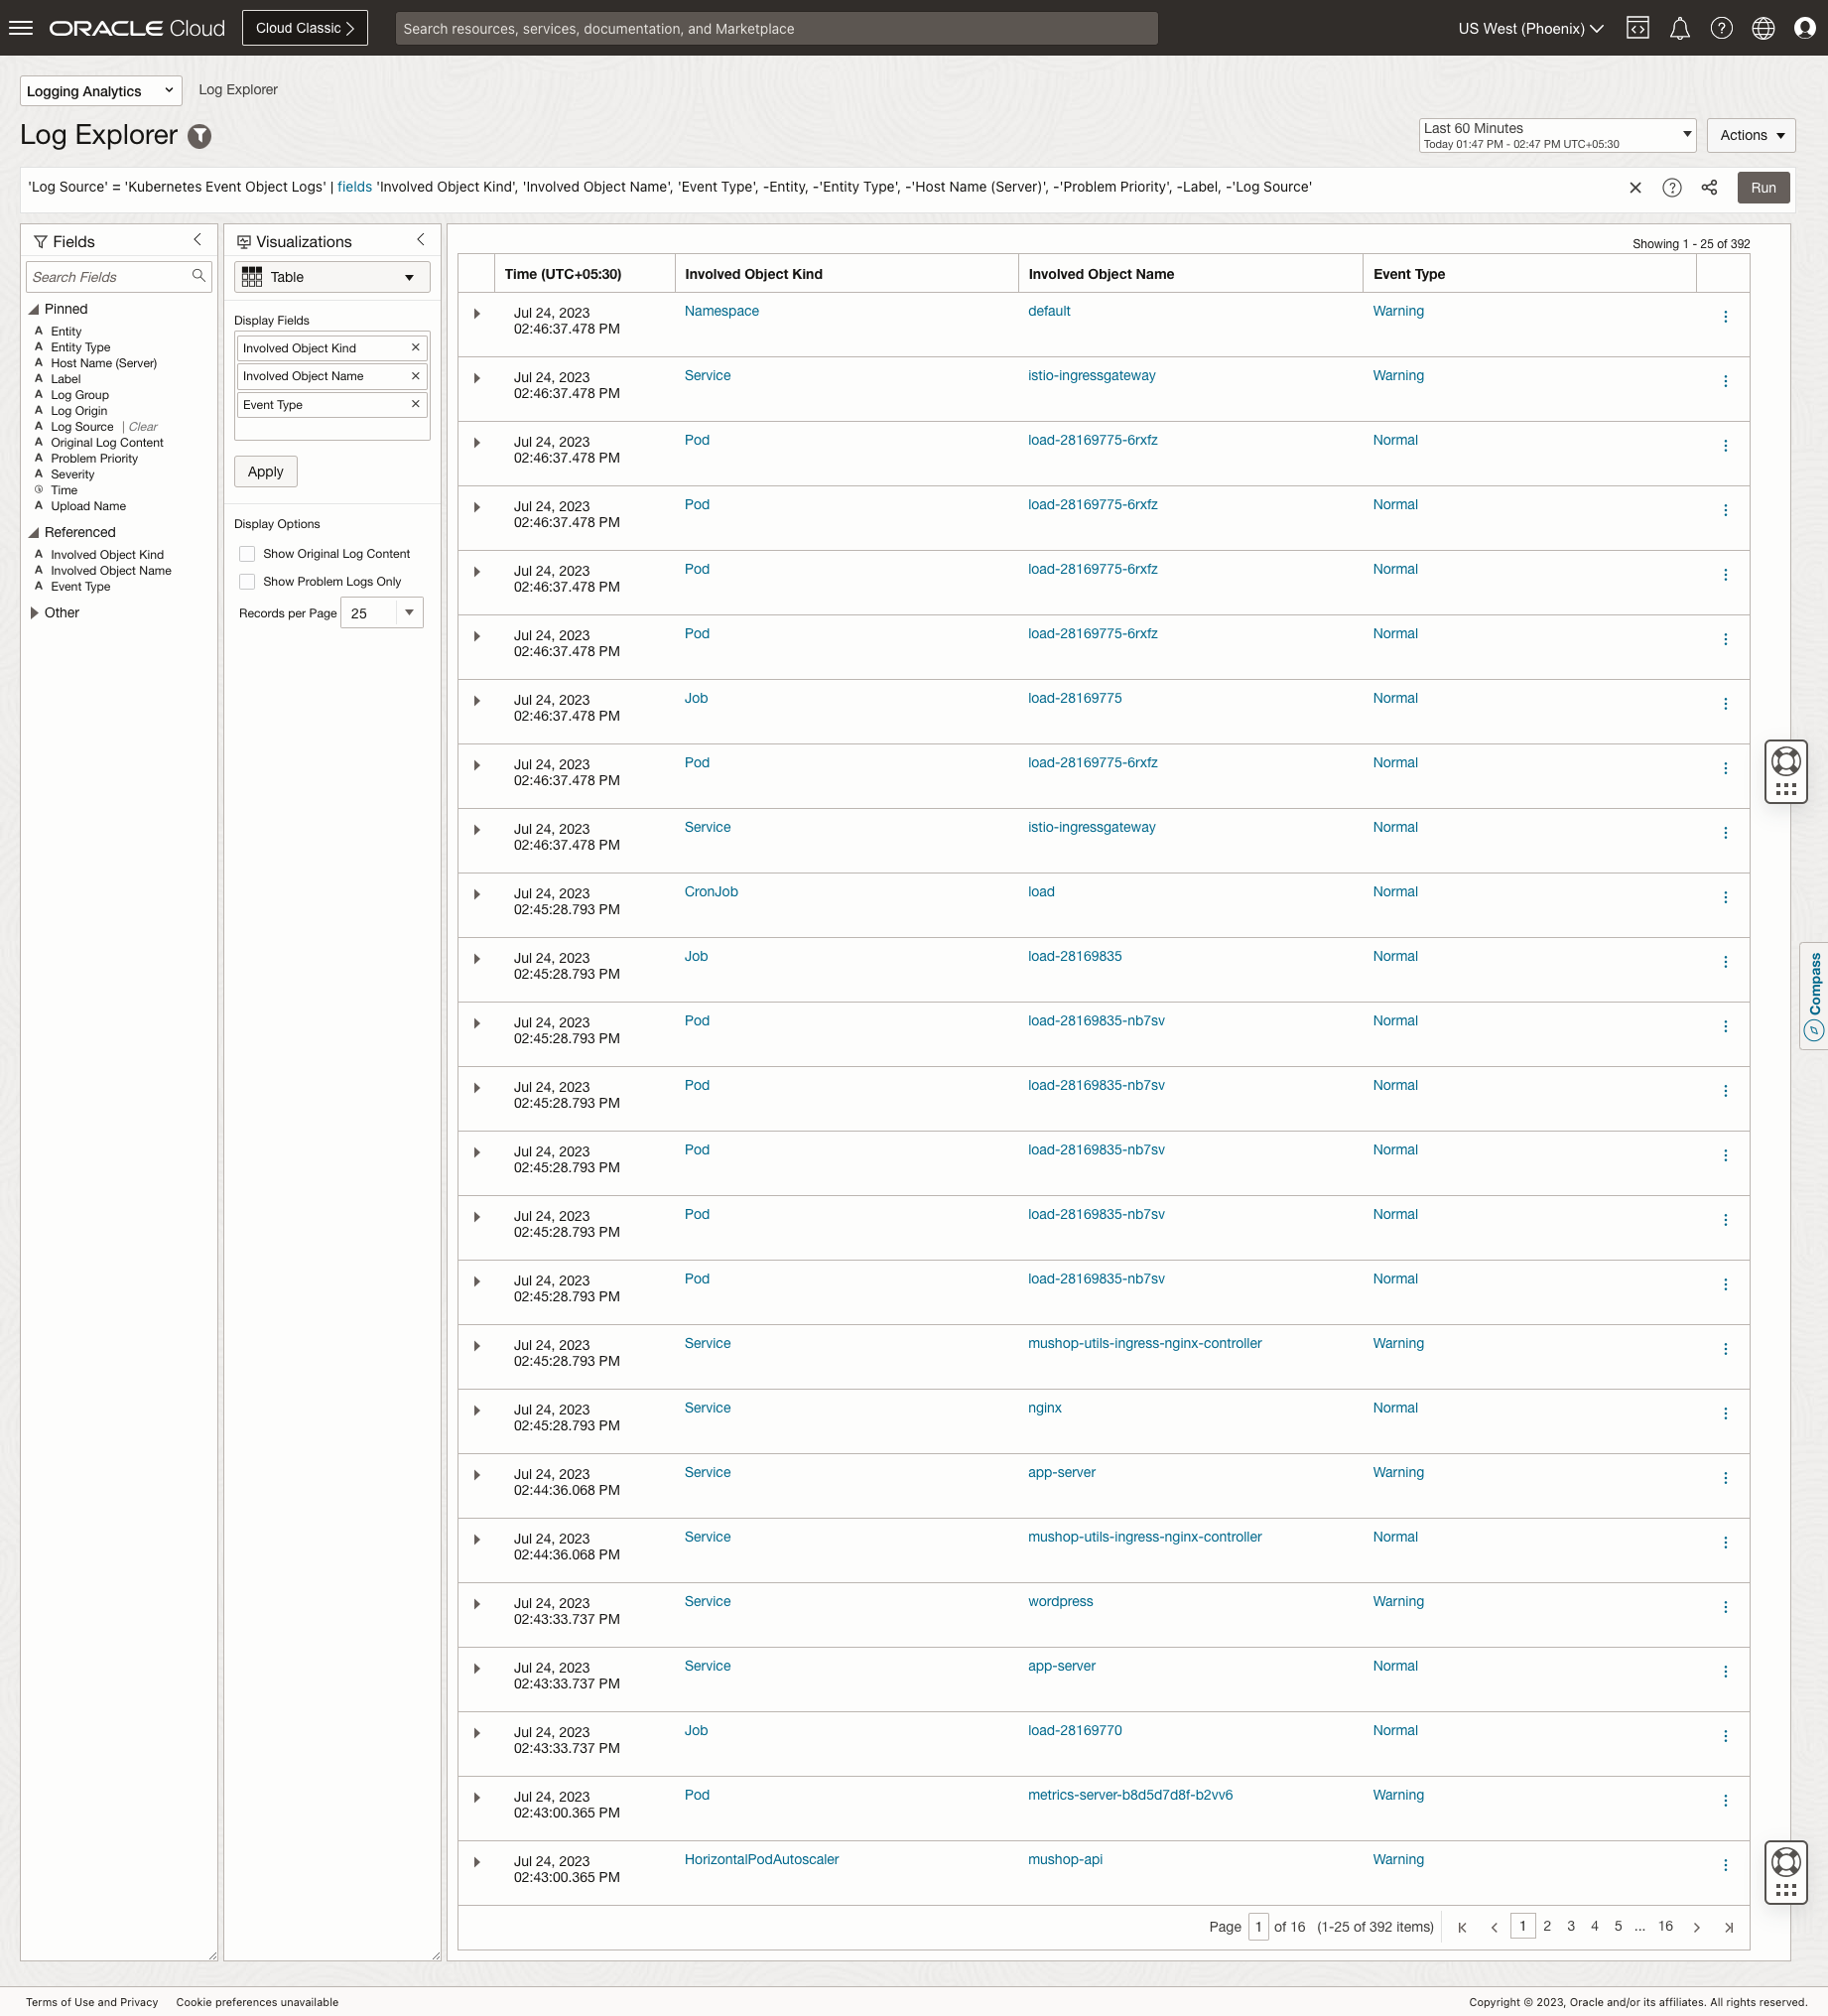 ORACLE Cloud
Cloud Classic
Search resources, services, documentation, and Marketplace
US West (Phoenix)
Logging Analytics
Log Explorer
Log Explorer
Last 60 Minutes
Today 01:47 PM - 02:47 PM UTC+05:30
Actions
'Log Source' = 'Kubernetes Event Object Logs' | fields 'Involved Object Kind', 'Involved Object Name', 'Event Type', -Entity, -'Entity Type', -'Host Name (Server)', -'Problem Priority', -Label, -'Log Source'
Run
Fields
Search Fields
Pinned
A Entity
A Entity Type
A Host Name (Server)
A Label
A Log Group
A Log Origin
A Log Source | Clear
A Original Log Content
A Problem Priority
A Severity
Time
A Upload Name
Referenced
A Involved Object Kind
A Involved Object Name
A Event Type
Other
Visualizations
Table
Display Fields
Involved Object Kind
Involved Object Name
Event Type
Apply
Display Options
Show Original Log Content
Show Problem Logs Only
Records per Page 25
Showing 1 - 25 of 392
Time (UTC+05:30) Involved Object Kind Involved Object Name Event Type
Jul 24, 2023 Namespace default Warning
02:46:37.478 PM
Jul 24, 2023 Service istio-ingressgateway Warning
02:46:37.478 PM
Jul 24, 2023 Pod load-28169775-6rxfz Normal
02:46:37.478 PM
Jul 24, 2023 Pod load-28169775-6rxfz Normal
02:46:37.478 PM
Jul 24, 2023 Pod load-28169775-6rxfz Normal
02:46:37.478 PM
Jul 24, 2023 Pod load-28169775-6rxfz Normal
02:46:37.478 PM
Jul 24, 2023 Job load-28169775 Normal
02:46:37.478 PM
Jul 24, 2023 Pod load-28169775-6rxfz Normal
02:46:37.478 PM
Jul 24, 2023 Service istio-ingressgateway Normal
02:46:37.478 PM
Jul 24, 2023 CronJob load Normal
02:45:28.793 PM
Jul 24, 2023 Job load-28169835 Normal
02:45:28.793 PM
Jul 24, 2023 Pod load-28169835-nb7sv Normal
02:45:28.793 PM
Jul 24, 2023 Pod load-28169835-nb7sv Normal
02:45:28.793 PM
Jul 24, 2023 Pod load-28169835-nb7sv Normal
02:45:28.793 PM
Jul 24, 2023 Pod load-28169835-nb7sv Normal
02:45:28.793 PM
Jul 24, 2023 Pod load-28169835-nb7sv Normal
02:45:28.793 PM
Jul 24, 2023 Service mushop-utils-ingress-nginx-controller Warning
02:45:28.793 PM
Jul 24, 2023 Service nginx Normal
02:45:28.793 PM
Jul 24, 2023 Service app-server Warning
02:44:36.068 PM
Jul 24, 2023 Service mushop-utils-ingress-nginx-controller Normal
02:44:36.068 PM
Jul 24, 2023 Service wordpress Warning
02:43:33.737 PM
Jul 24, 2023 Service app-server Normal
02:43:33.737 PM
Jul 24, 2023 Job load-28169770 Normal
02:43:33.737 PM
Jul 24, 2023 Pod metrics-server-b8d5d7d8f-b2vv6 Warning
02:43:00.365 PM
Jul 24, 2023 HorizontalPodAutoscaler mushop-api Warning
02:43:00.365 PM
Page 1 of 16 (1-25 of 392 items) 1 2 3 4 5 ... 16
Compass
Terms of Use and Privacy Cookie preferences unavailable
Copyright © 2023, Oracle and/or its affiliates. All rights reserved.